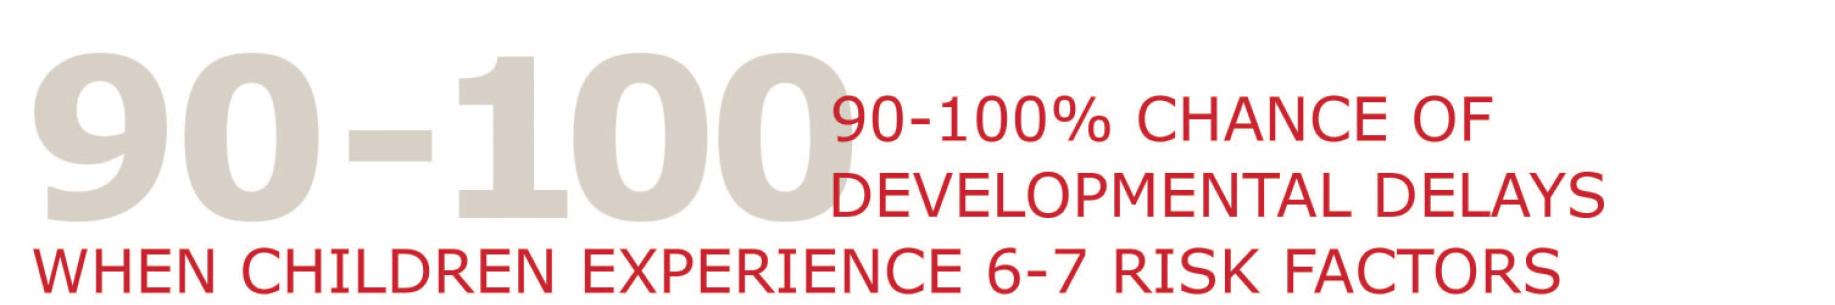 90-100
90-100% CHANCE OF
DEVELOPMENTAL DELAYS
WHEN CHILDREN EXPERIENCE 6-7 RISK FACTORS